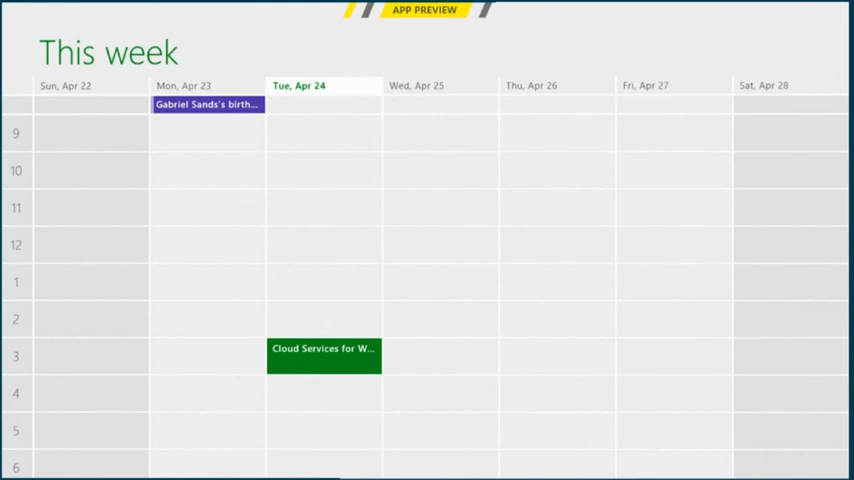 APP PREVIEW
This week
Sun, Apr 22 Mon, Apr 23 Tue, Apr 24 Wed, Apr 25 Thu, Apr 26 Fri, Apr 27 Sat, Apr 28
Gabriel Sands's birth...
9
10
11
12
1
2
3 Cloud Services for W...
4
5
6